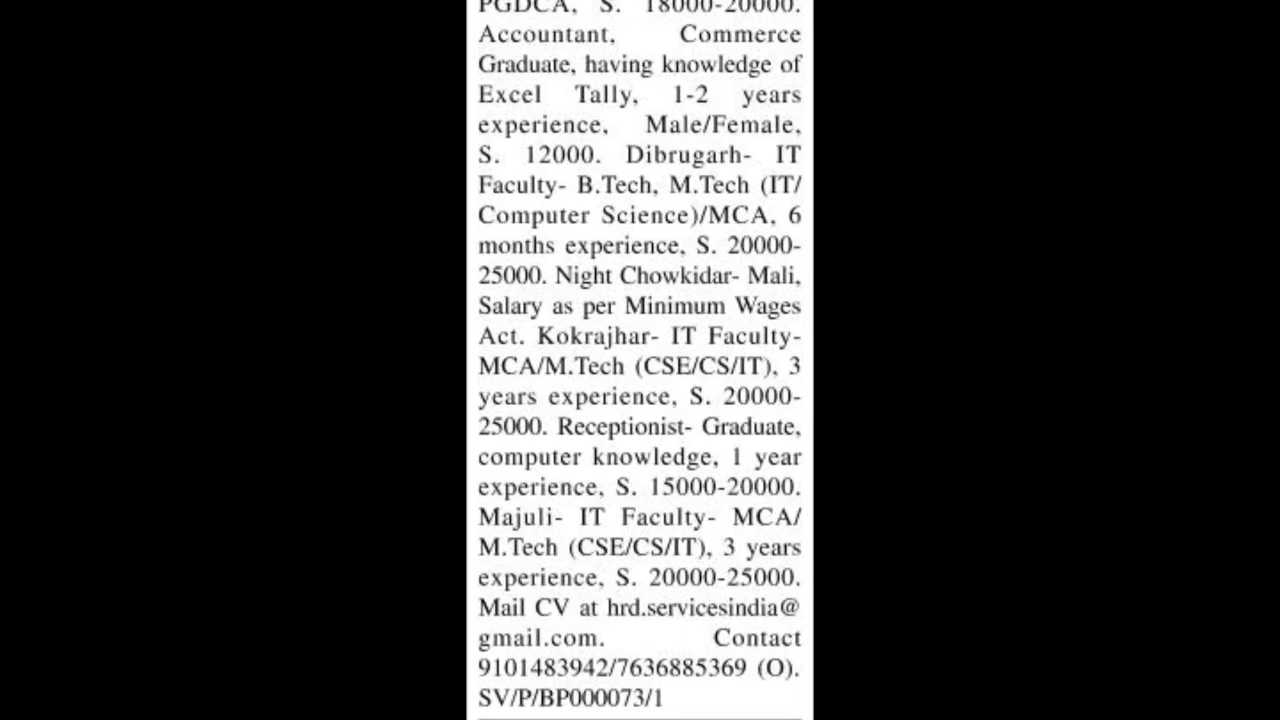 PGDCA, S. 18000-20000.
Accountant, Commerce
Graduate, having knowledge of
Excel Tally, 1-2 years
experience, Male/Female,
S. 12000. Dibrugarh- IT
Faculty- B.Tech, M.Tech (IT/
Computer Science)/MCA, 6
months experience, S. 20000-
25000. Night Chowkidar- Mali,
Salary as per Minimum Wages
Act. Kokrajhar- IT Faculty-
MCA/M.Tech (CSE/CS/IT), 3
years experience, S. 20000-
25000. Receptionist- Graduate,
computer knowledge, 1 year
experience, S. 15000-20000.
Majuli- IT Faculty- MCA/
M.Tech (CSE/CS/IT), 3 years
experience, S. 20000-25000.
Mail CV at hrd.servicesindia@
gmail.com. Contact
9101483942/7636885369 (O).
SV/P/BP000073/1